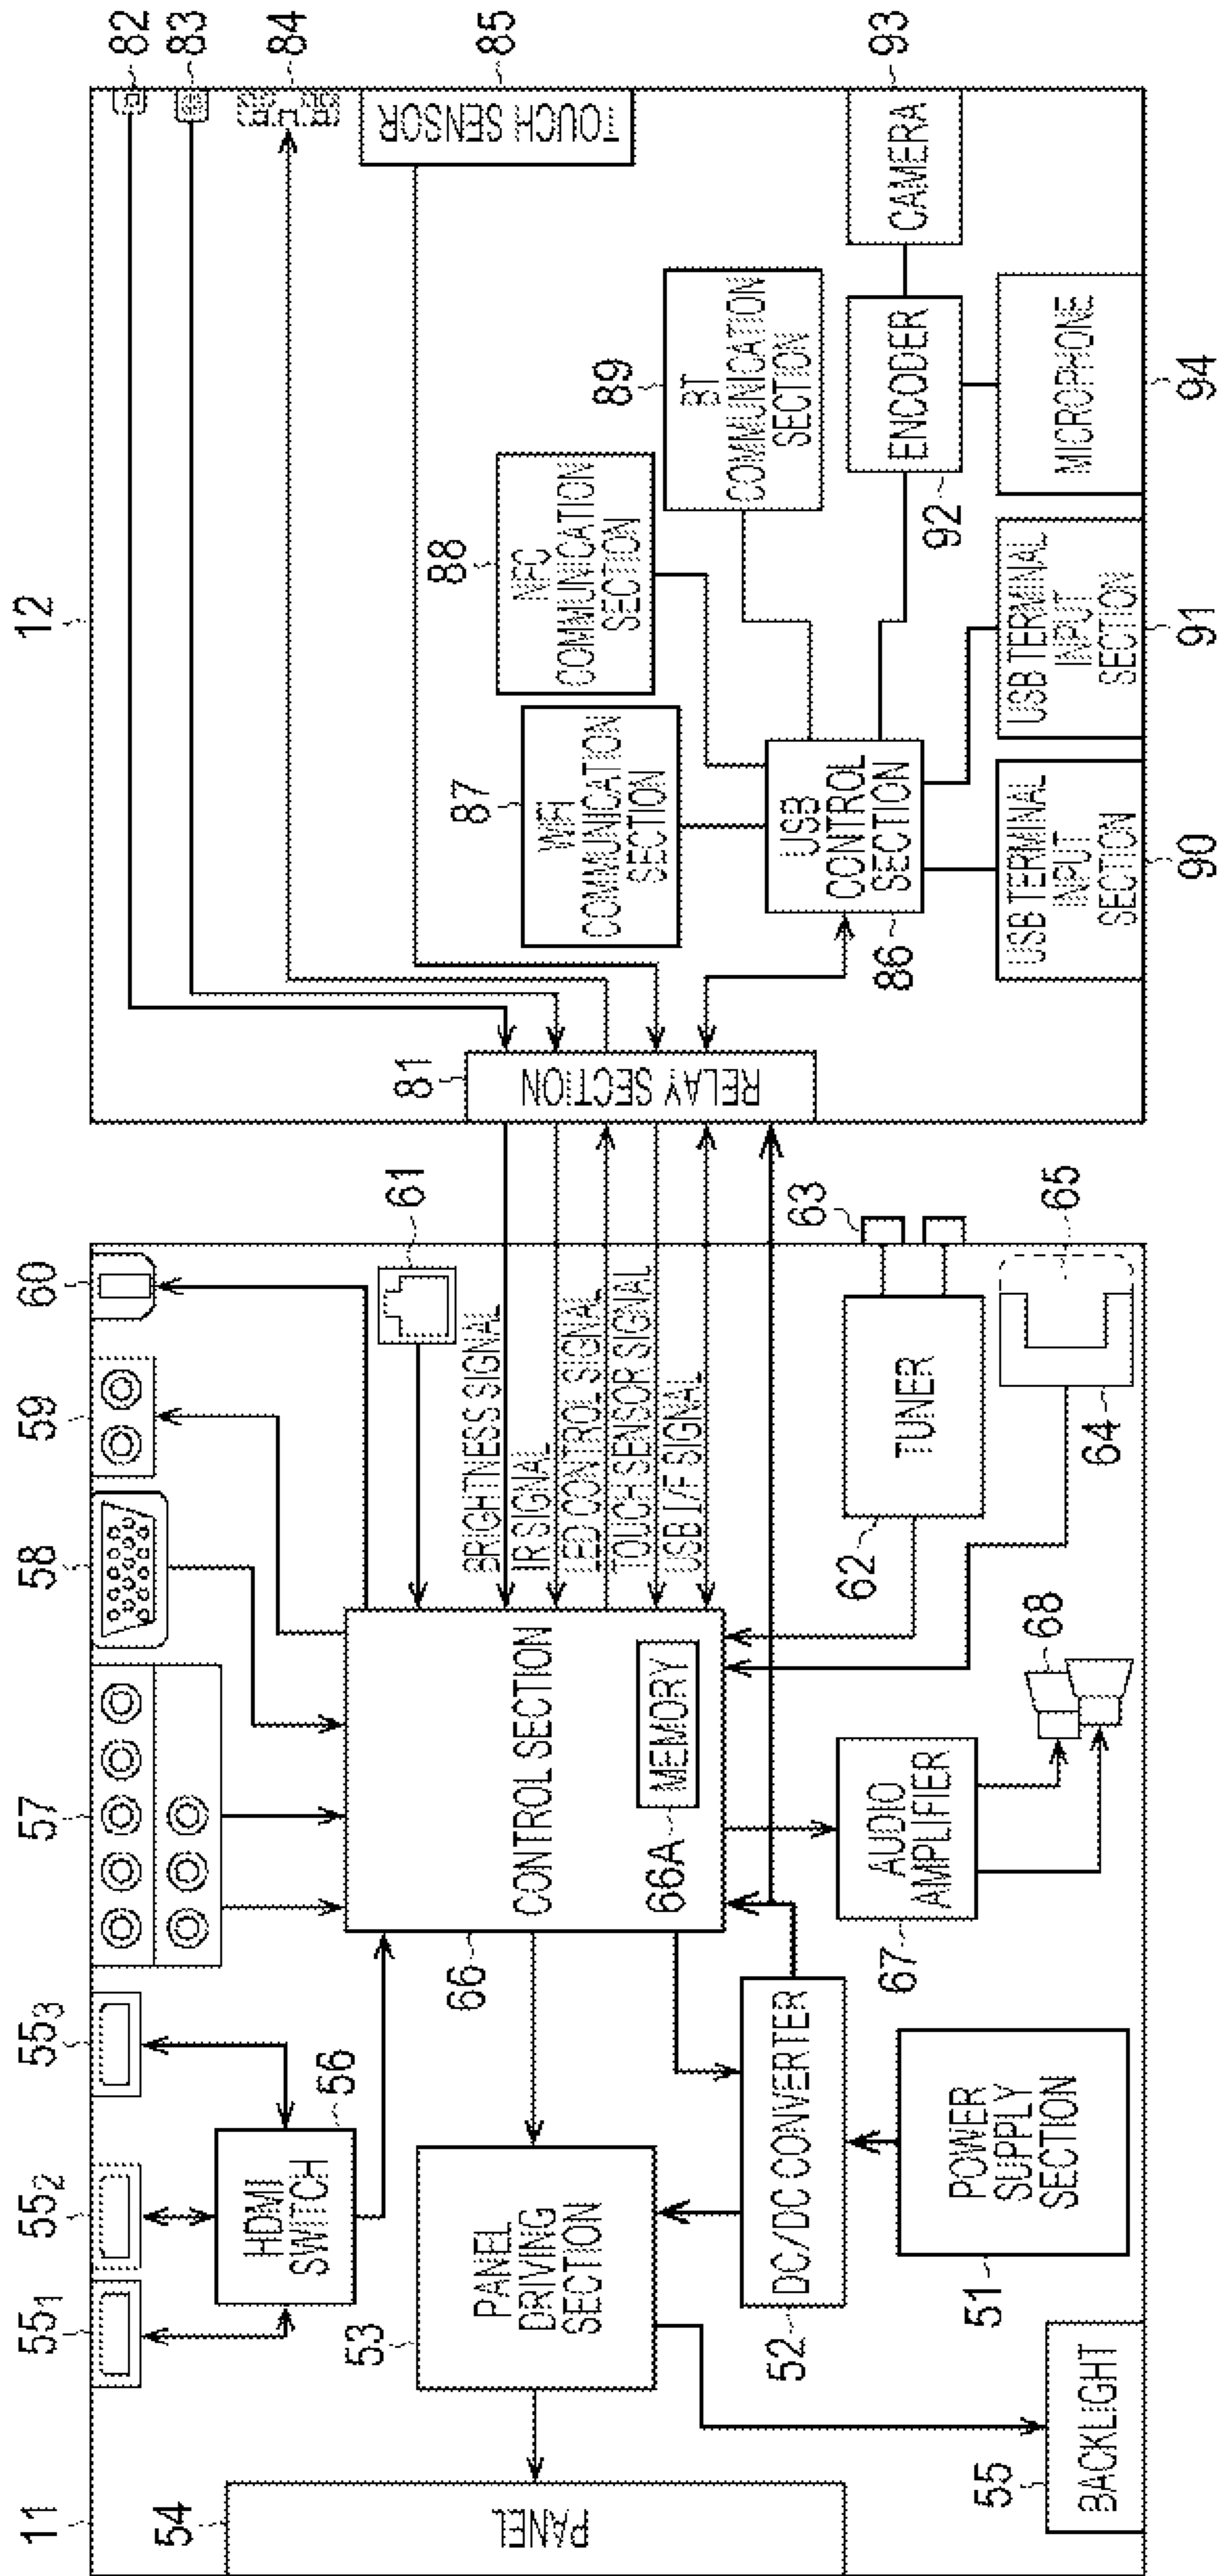 11
54
PANEL
55₁
55₂
55₃
57
58
59
60
HDMI
SWITCH
56
53
PANEL
DRIVING
SECTION
66
CONTROL SECTION
MEMORY
66A
61
BRIGHTNESS SIGNAL
IR SIGNAL
LED CONTROL SIGNAL
TOUCH SENSOR SIGNAL
USB I/F SIGNAL
52
DC/DC CONVERTER
51
POWER
SUPPLY
SECTION
55
BACKLIGHT
67
AUDIO
AMPLIFIER
68
62
TUNER
63
64
65
12
81
RELAY SECTION
82
83
84
85
TOUCH SENSOR
87
WIFI
COMMUNICATION
SECTION
88
NFC
COMMUNICATION
SECTION
89
BT
COMMUNICATION
SECTION
86
USB
CONTROL
SECTION
92
ENCODER
93
CAMERA
USB TERMINAL
INPUT
SECTION
90
USB TERMINAL
INPUT
SECTION
91
MICROPHONE
94